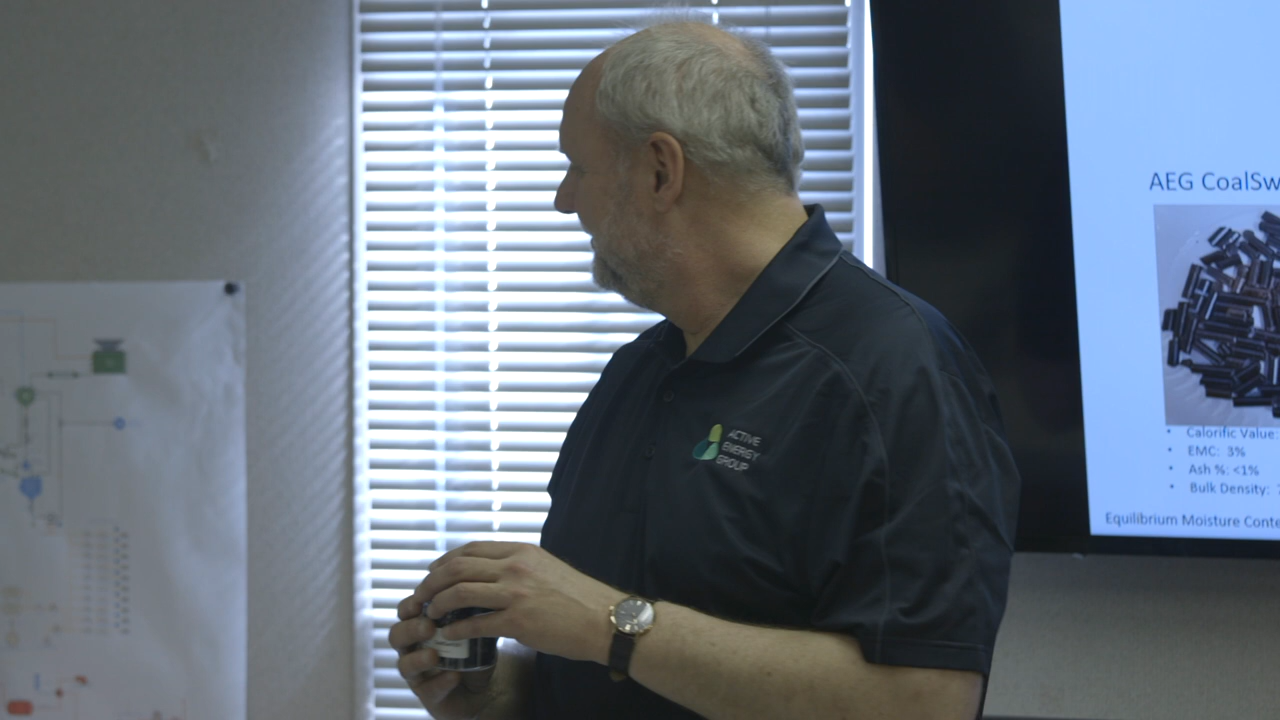 ACTIVE
ENERGY
GROUP
AEG CoalSw
• Calorific Value:
• EMC: 3%
• Ash %: <1%
• Bulk Density:
Equilibrium Moisture Conte